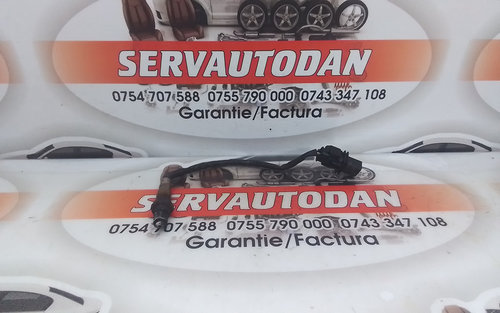 SERVAUTODAN
0754 707 588 0755 790 000 0743 347 108
Garantie/Factura
SERVAUTODAN
0754 907 588 0755 790 000 0743 347 108
Garantie/Factura